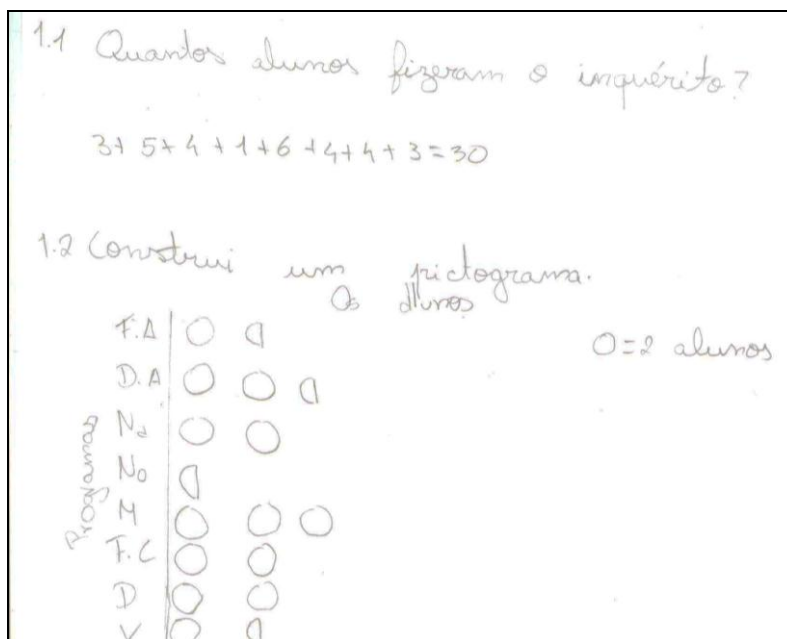 1.1 Quantos alunos fizeram o inquérito?
3+ 5+ 4 + 1 + 6 + 4 + 4 + 3 = 30
1.2 Construi um pictograma.
Os alunos
F.A
O=2 alunos
D.A
Na
No
M
F.C
D
V
Programas